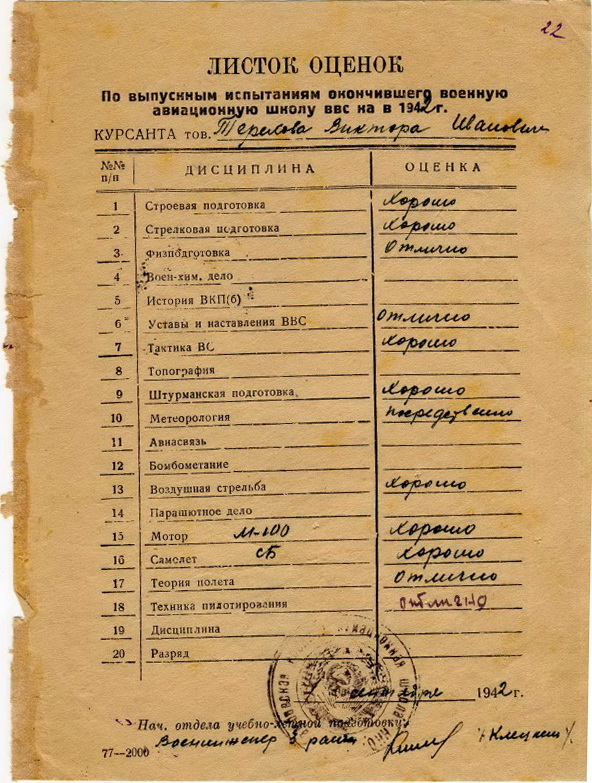 22
ЛИСТОК ОЦЕНОК
По выпускным испытаниям окончившего военную
авиационную школу ввс ка в 1942 г.
КУРСАНТА тов. Терехова Виктора Иванович
№№ п/п ДИСЦИПЛИНА ОЦЕНКА
1 Строевая подготовка Хорошо
2 Стрелковая подготовка Хорошо
3 Физподготовка Отлично
4 Воен-хим. дело
5 История ВКП(б)
6 Уставы и наставления ВВС Отлично
7 Тактика ВС Хорошо
8 Топография
9 Штурманская подготовка Хорошо
10 Метеорология посредственно
11 Авиасвязь
12 Бомбометание
13 Воздушная стрельба Хорошо
14 Парашютное дело
15 Мотор М-100 Хорошо
16 Самолет СБ Хорошо
17 Теория полета Отлично
18 Техника пилотирования отлично
19 Дисциплина
20 Разряд
1942 г.
Нач. отдела учебно-летной подготовки
Военинженер 3 ранга
77—2000